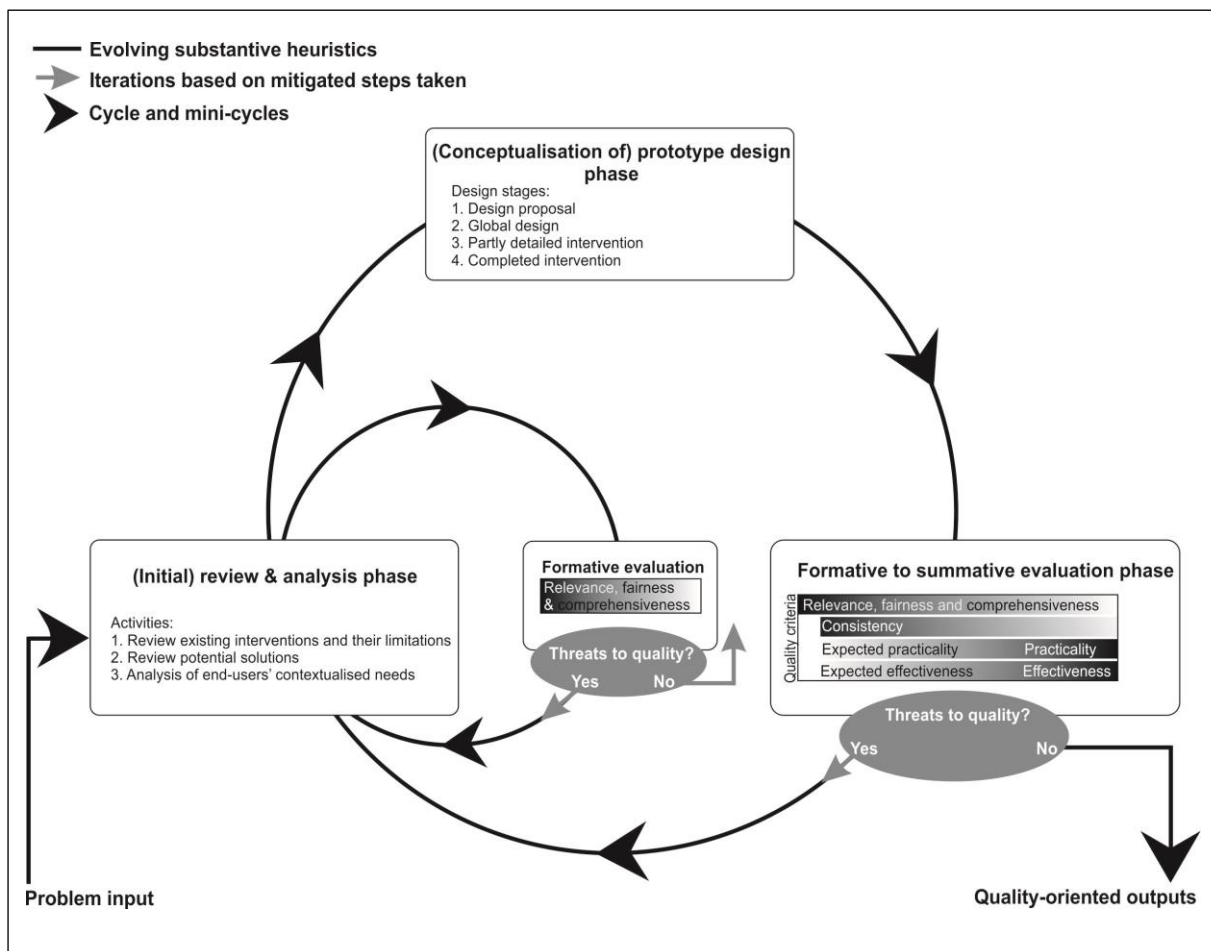 Evolving substantive heuristics
Iterations based on mitigated steps taken
Cycle and mini-cycles
(Conceptualisation of) prototype design
phase
Design stages:
1. Design proposal
2. Global design
3. Partly detailed intervention
4. Completed intervention
(Initial) review & analysis phase
Activities:
1. Review existing interventions and their limitations
2. Review potential solutions
3. Analysis of end-users' contextualised needs
Formative evaluation
Relevance, fairness
& comprehensiveness
Threats to quality?
Yes No
Formative to summative evaluation phase
Quality criteria
Relevance, fairness and comprehensiveness
Consistency
Expected practicality Practicality
Expected effectiveness Effectiveness
Threats to quality?
Yes No
Problem input
Quality-oriented outputs